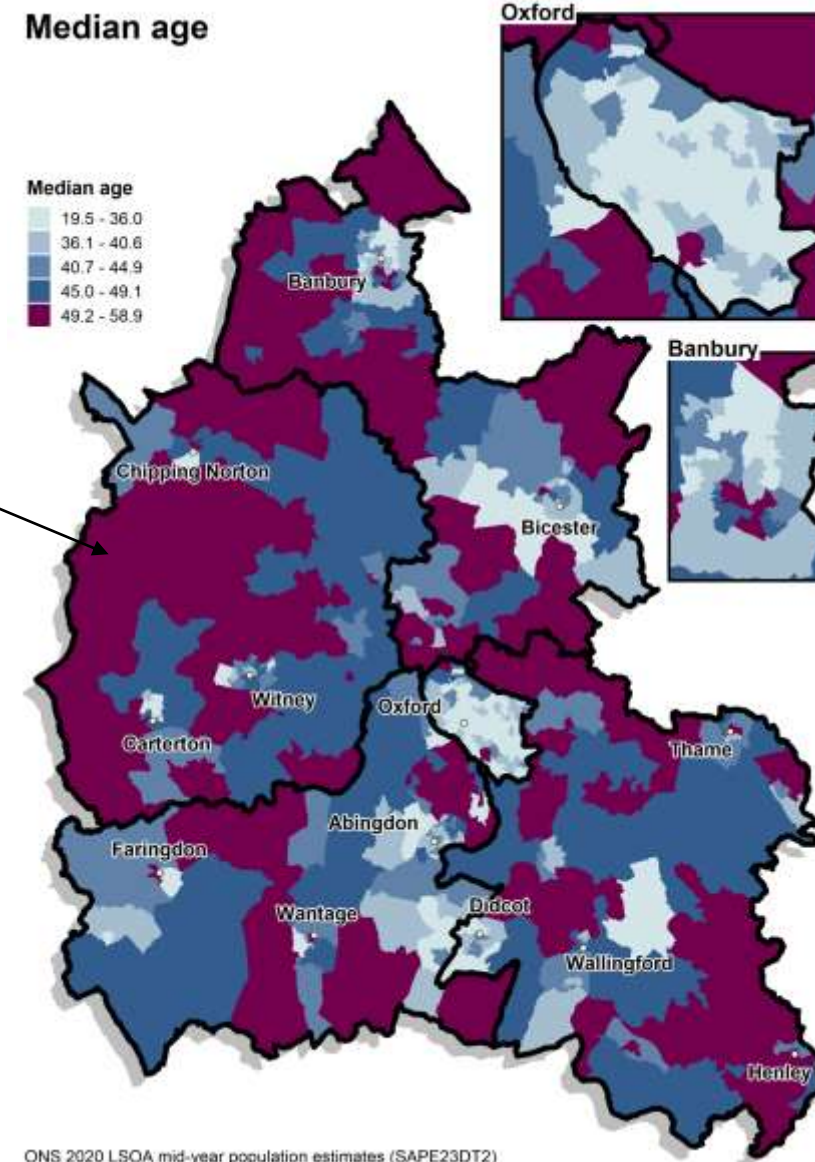 Median age
Oxford
Median age
19.5 - 36.0
36.1 - 40.6
40.7 - 44.9
45.0 - 49.1
49.2 - 58.9
Banbury
Banbury
Chipping Norton
Bicester
Witney
Oxford
Carterton
Thame
Abingdon
Faringdon
Wantage
Didcot
Wallingford
Henley
ONS 2020 LSOA mid-year population estimates (SAPE23DT2)